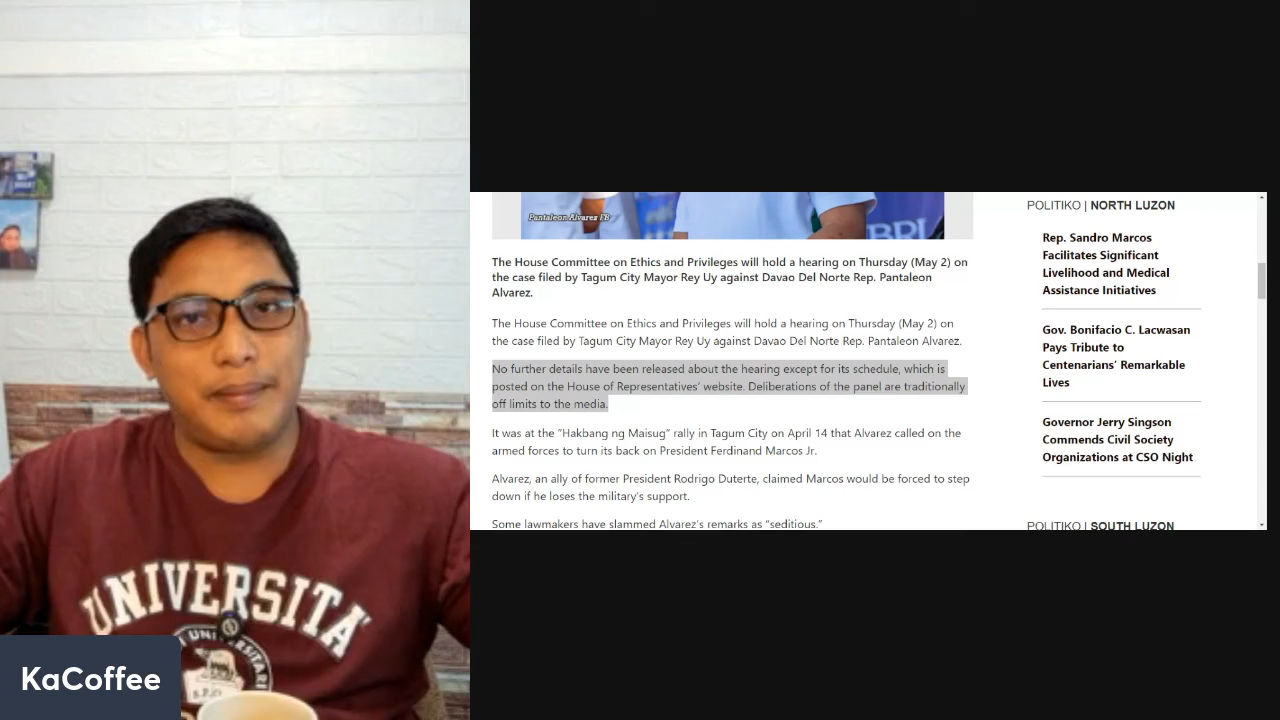 UNIVERSITA'
KaCoffee
Pantaleon Alvarez FB
BRI
The House Committee on Ethics and Privileges will hold a hearing on Thursday (May 2) on
the case filed by Tagum City Mayor Rey Uy against Davao Del Norte Rep. Pantaleon
Alvarez.
The House Committee on Ethics and Privileges will hold a hearing on Thursday (May 2) on
the case filed by Tagum City Mayor Rey Uy against Davao Del Norte Rep. Pantaleon Alvarez.
No further details have been released about the hearing except for its schedule, which is
posted on the House of Representatives’ website. Deliberations of the panel are traditionally
off limits to the media.
It was at the “Hakbang ng Maisug” rally in Tagum City on April 14 that Alvarez called on the
armed forces to turn its back on President Ferdinand Marcos Jr.
Alvarez, an ally of former President Rodrigo Duterte, claimed Marcos would be forced to step
down if he loses the military’s support.
Some lawmakers have slammed Alvarez’s remarks as “seditious.”
POLITIKO | NORTH LUZON
Rep. Sandro Marcos
Facilitates Significant
Livelihood and Medical
Assistance Initiatives
Gov. Bonifacio C. Lacwasan
Pays Tribute to
Centenarians’ Remarkable
Lives
Governor Jerry Singson
Commends Civil Society
Organizations at CSO Night
POLITIKO | SOUTH LUZON